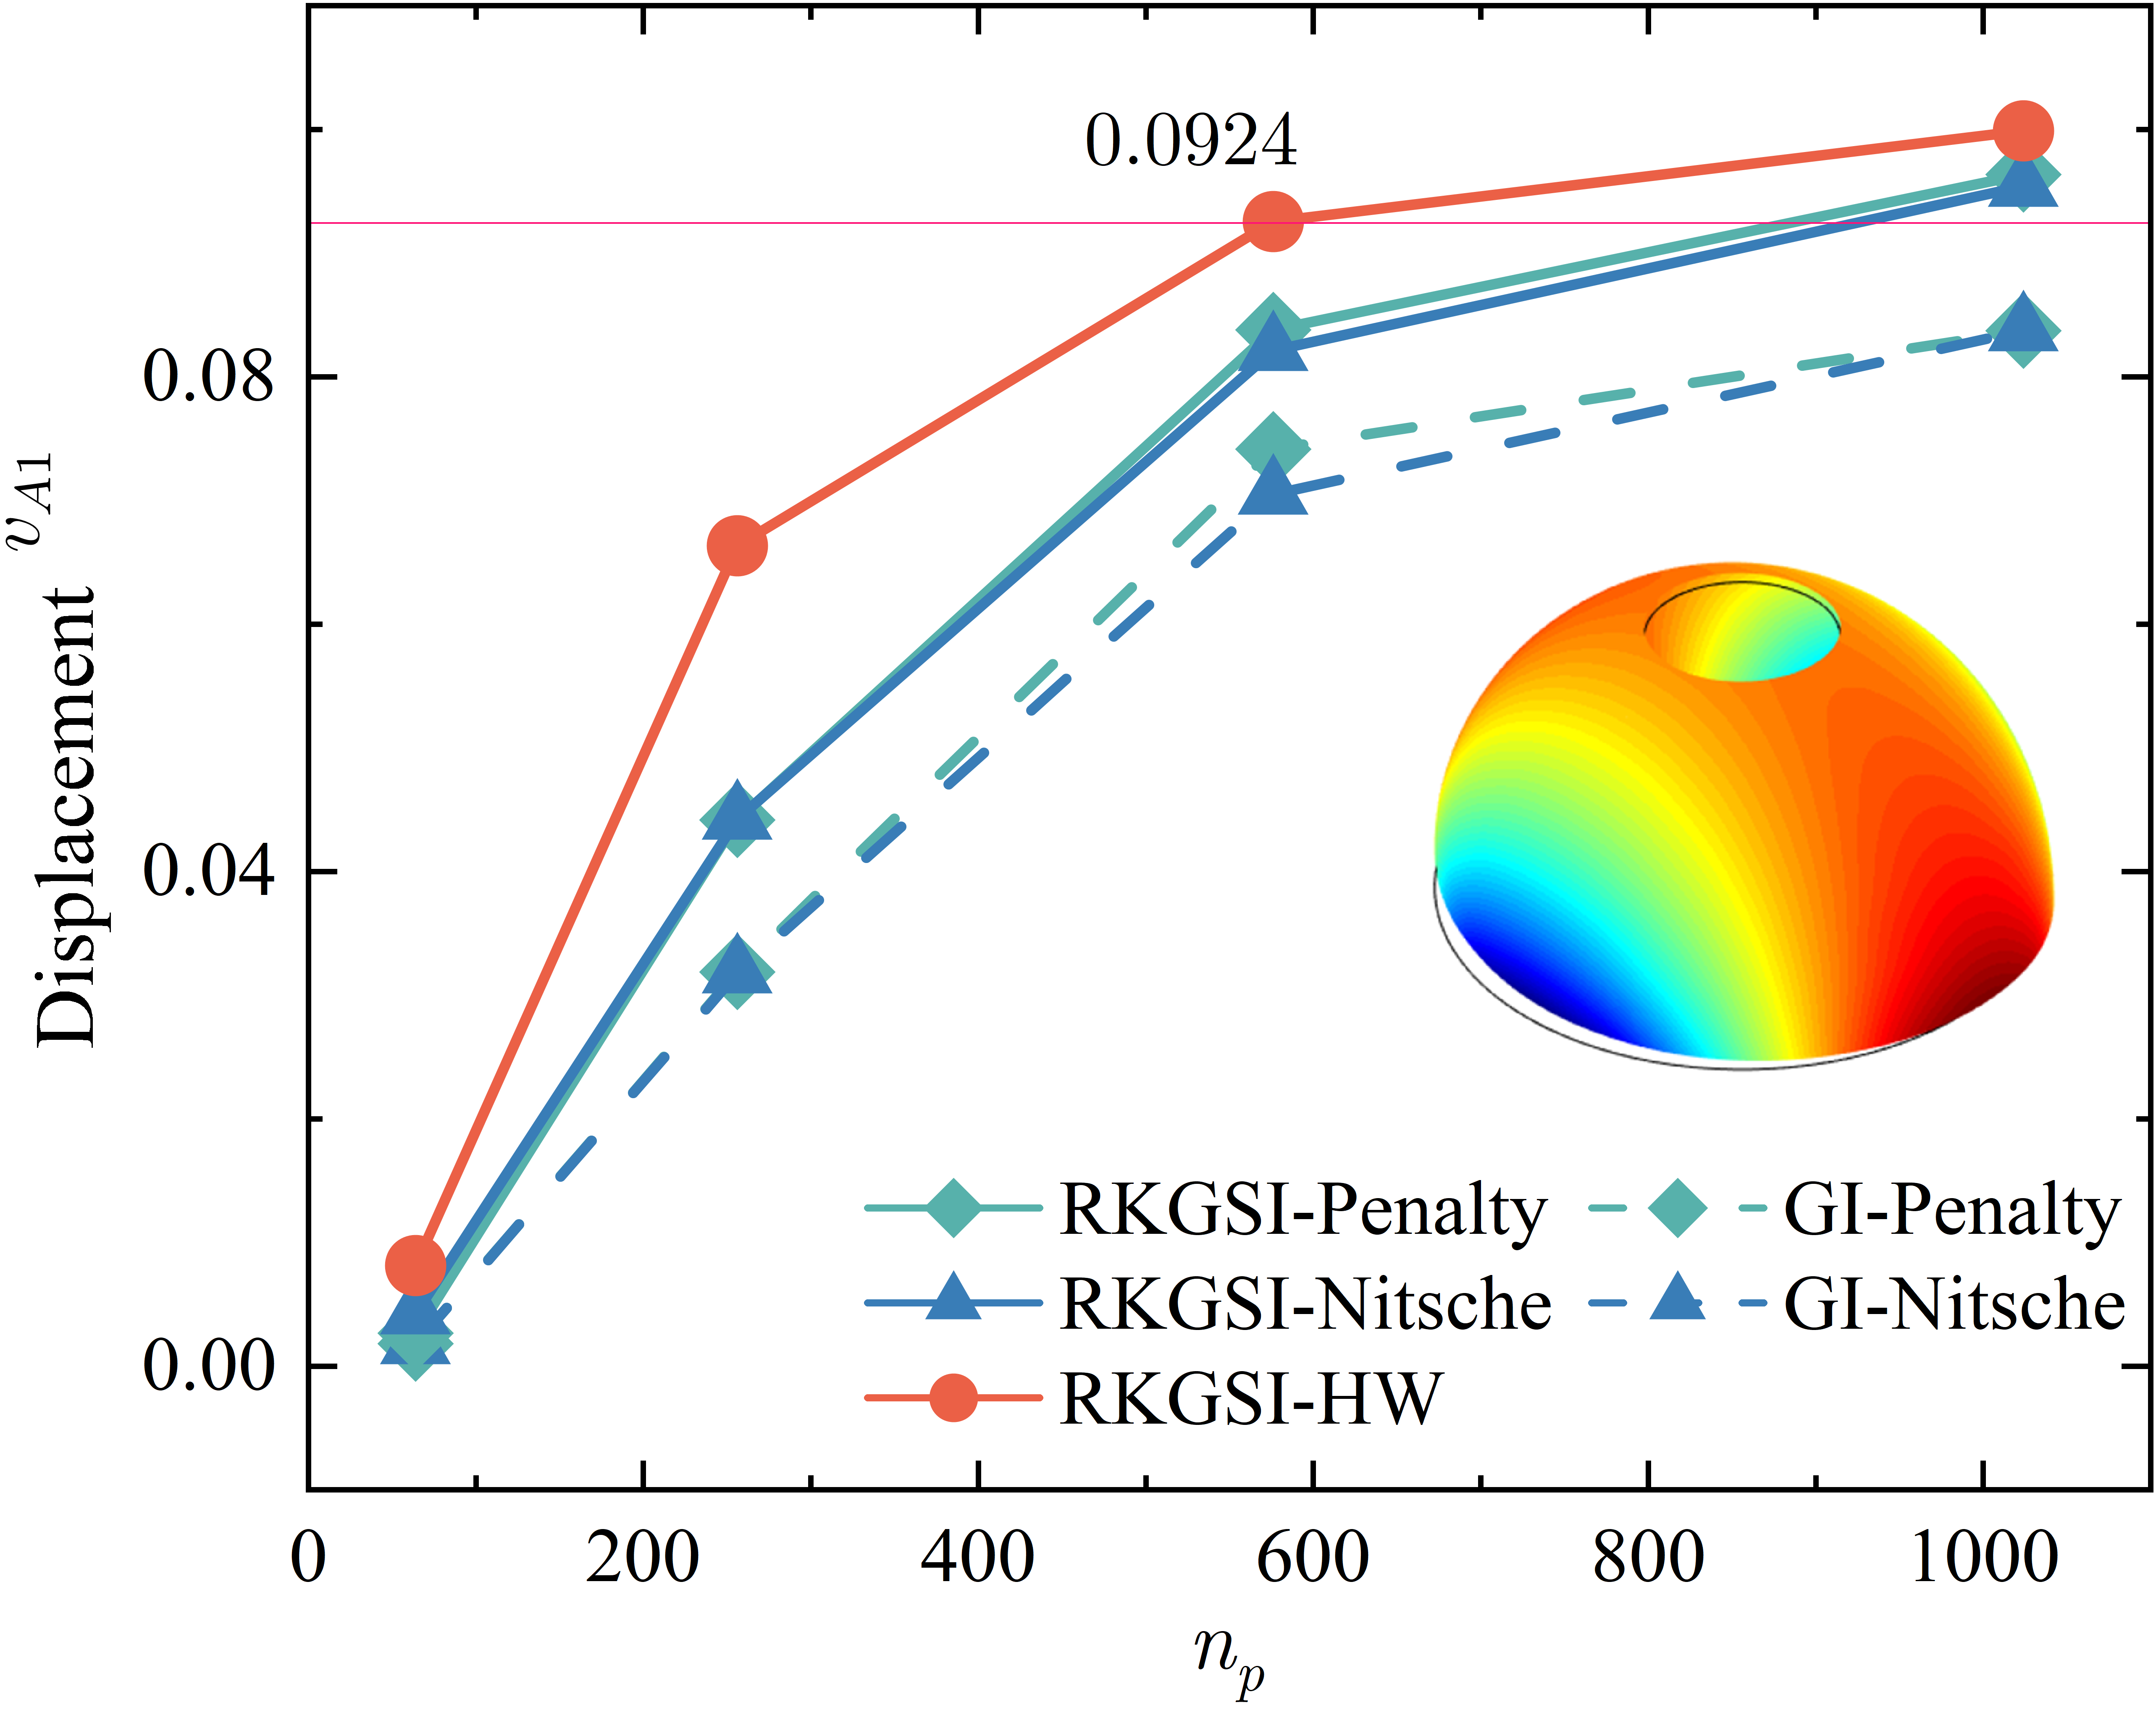 0.0924
0.08
0.04
0.00
Displacement v_{A1}
RKGSI-Penalty
GI-Penalty
RKGSI-Nitsche
GI-Nitsche
RKGSI-HW
0 200 400 600 800 1000
n_p